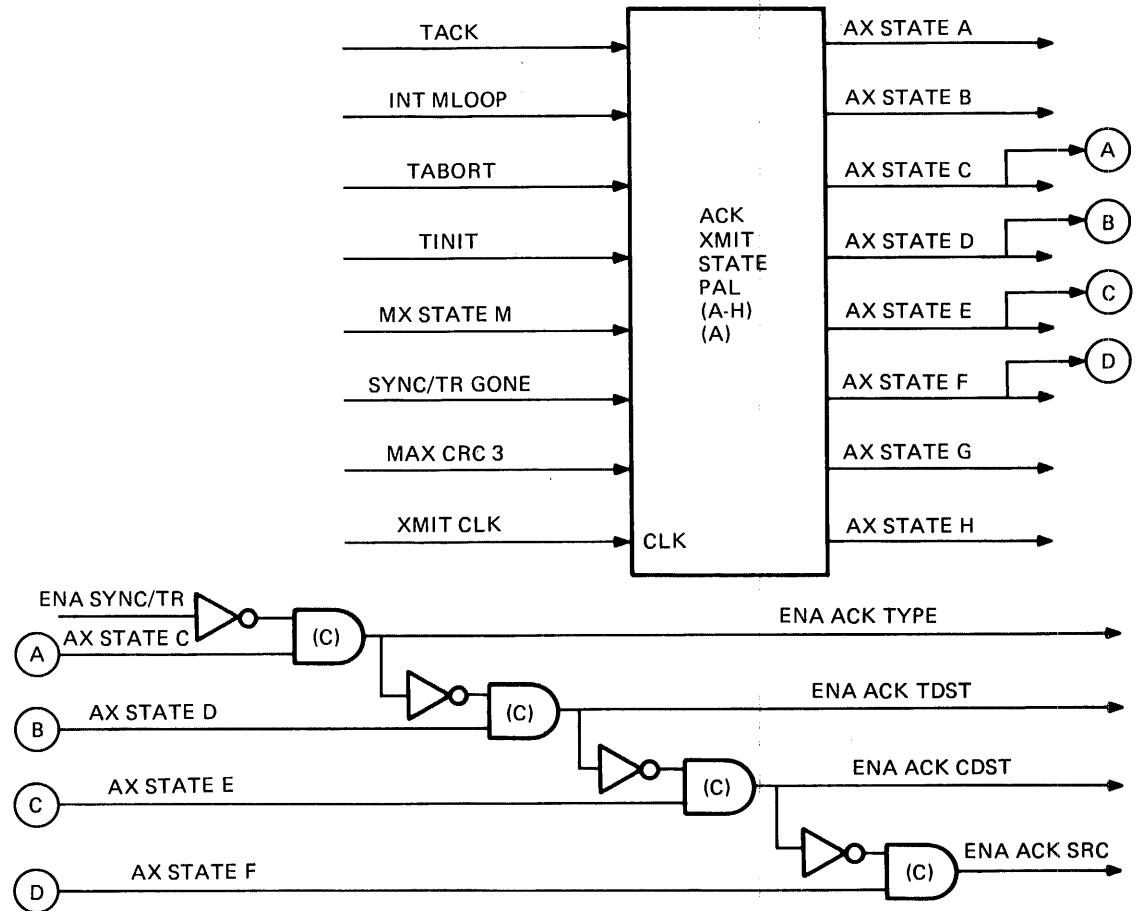 TACK
AX STATE A
INT MLOOP
AX STATE B
A
TABORT
AX STATE C
B
TINIT
AX STATE D
C
MX STATE M
AX STATE E
D
SYNC/TR GONE
AX STATE F
MAX CRC 3
AX STATE G
XMIT CLK
AX STATE H
ACK
XMIT
STATE
PAL
(A-H)
(A)
CLK
ENA SYNC/TR
A
AX STATE C
(C)
ENA ACK TYPE
B
AX STATE D
(C)
ENA ACK TDST
C
AX STATE E
(C)
ENA ACK CDST
D
AX STATE F
(C)
ENA ACK SRC